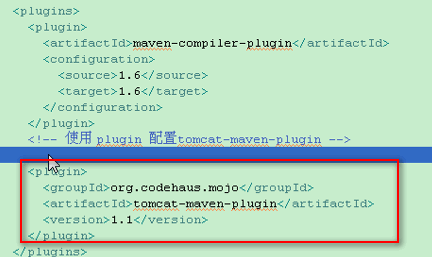 <plugins>
<plugin>
<artifactId>maven-compiler-plugin</artifactId>
<configuration>
<source>1.6</source>
<target>1.6</target>
</configuration>
</plugin>
<!-- 使用 plugin 配置tomcat-maven-plugin -->
<plugin>
<groupId>org.codehaus.mojo</groupId>
<artifactId>tomcat-maven-plugin</artifactId>
<version>1.1</version>
</plugin>
</plugins>